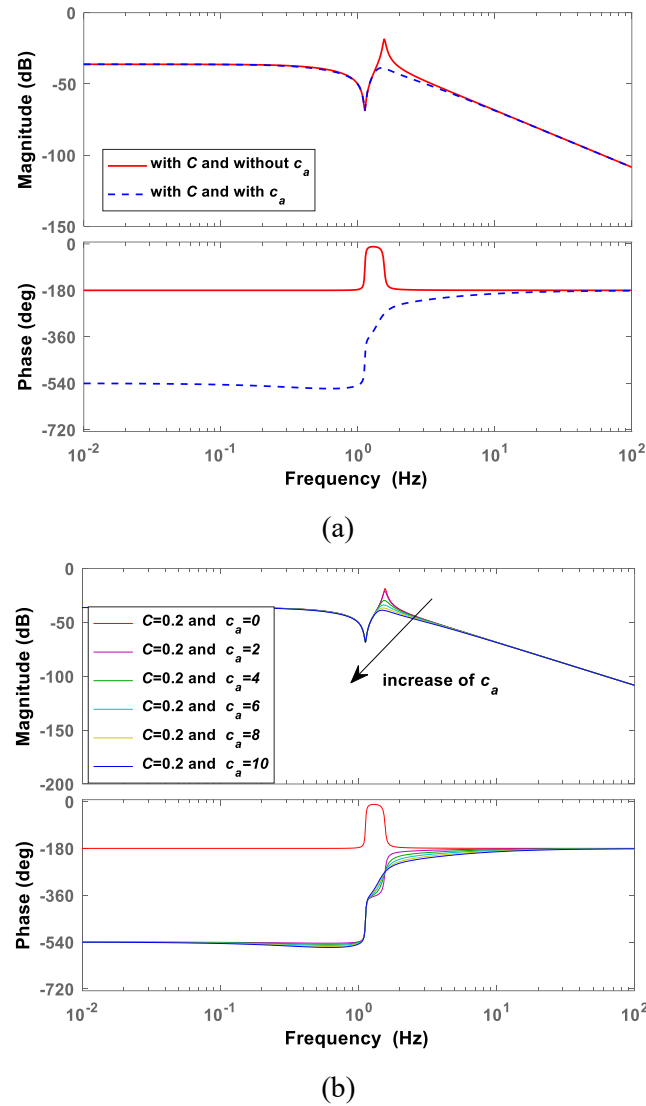 0
-50
-100
-150
Magnitude (dB)
with C and without c_a
with C and with c_a
0
-180
-360
-540
-720
Phase (deg)
10^-2
10^-1
10^0
10^1
10^2
Frequency (Hz)
(a)
0
-50
-100
-150
-200
Magnitude (dB)
C=0.2 and c_a=0
C=0.2 and c_a=2
C=0.2 and c_a=4
C=0.2 and c_a=6
C=0.2 and c_a=8
C=0.2 and c_a=10
increase of c_a
0
-180
-360
-540
-720
Phase (deg)
10^-2
10^-1
10^0
10^1
10^2
Frequency (Hz)
(b)